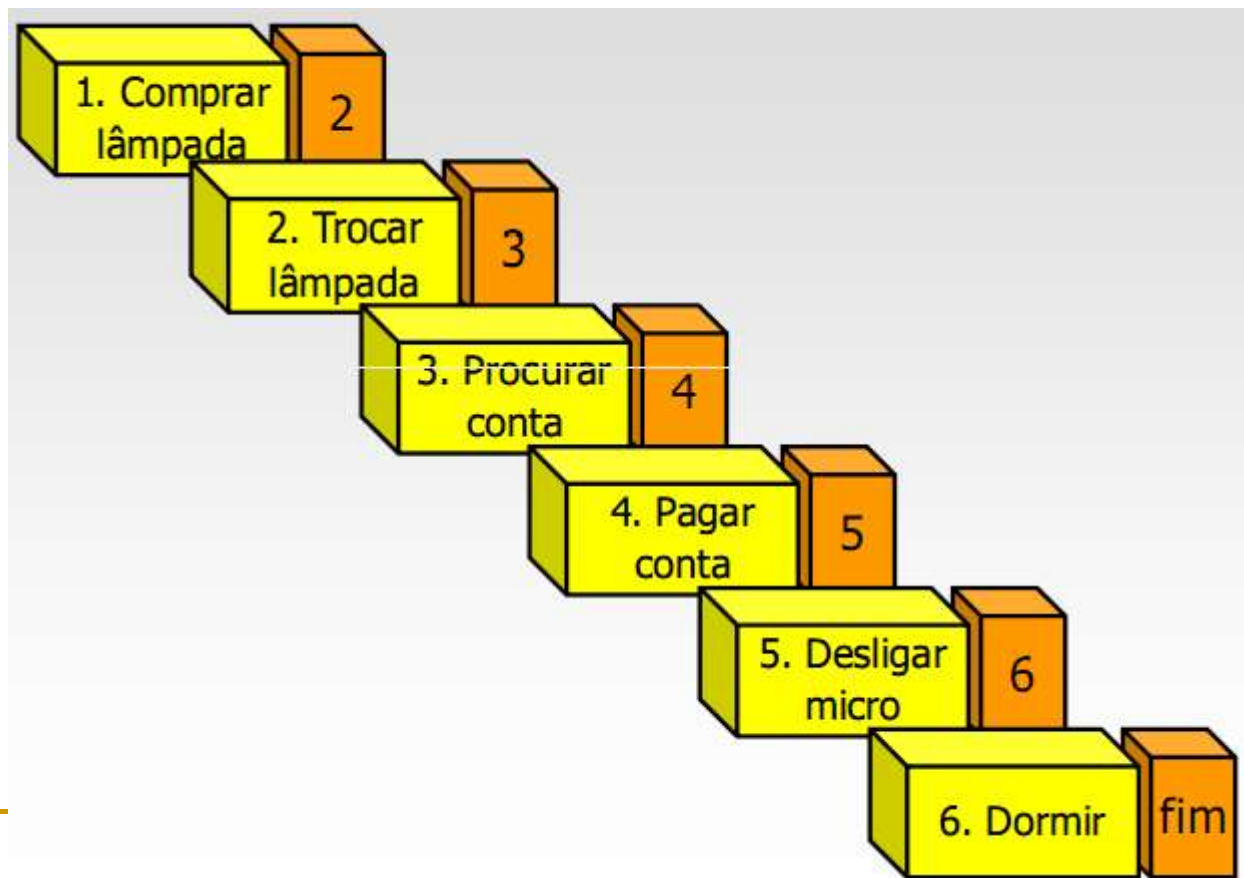 1. Comprar
lâmpada
2
2. Trocar
lâmpada
3
3. Procurar
conta
4
4. Pagar
conta
5
5. Desligar
micro
6
6. Dormir
fim